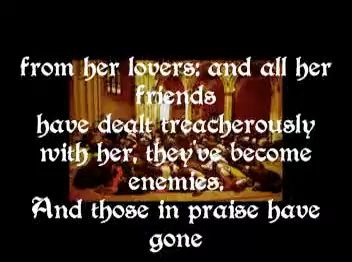 from her lovers; and all her
friends
have dealt treacherously
with her, they've become
enemies.
And those in praise have
gone